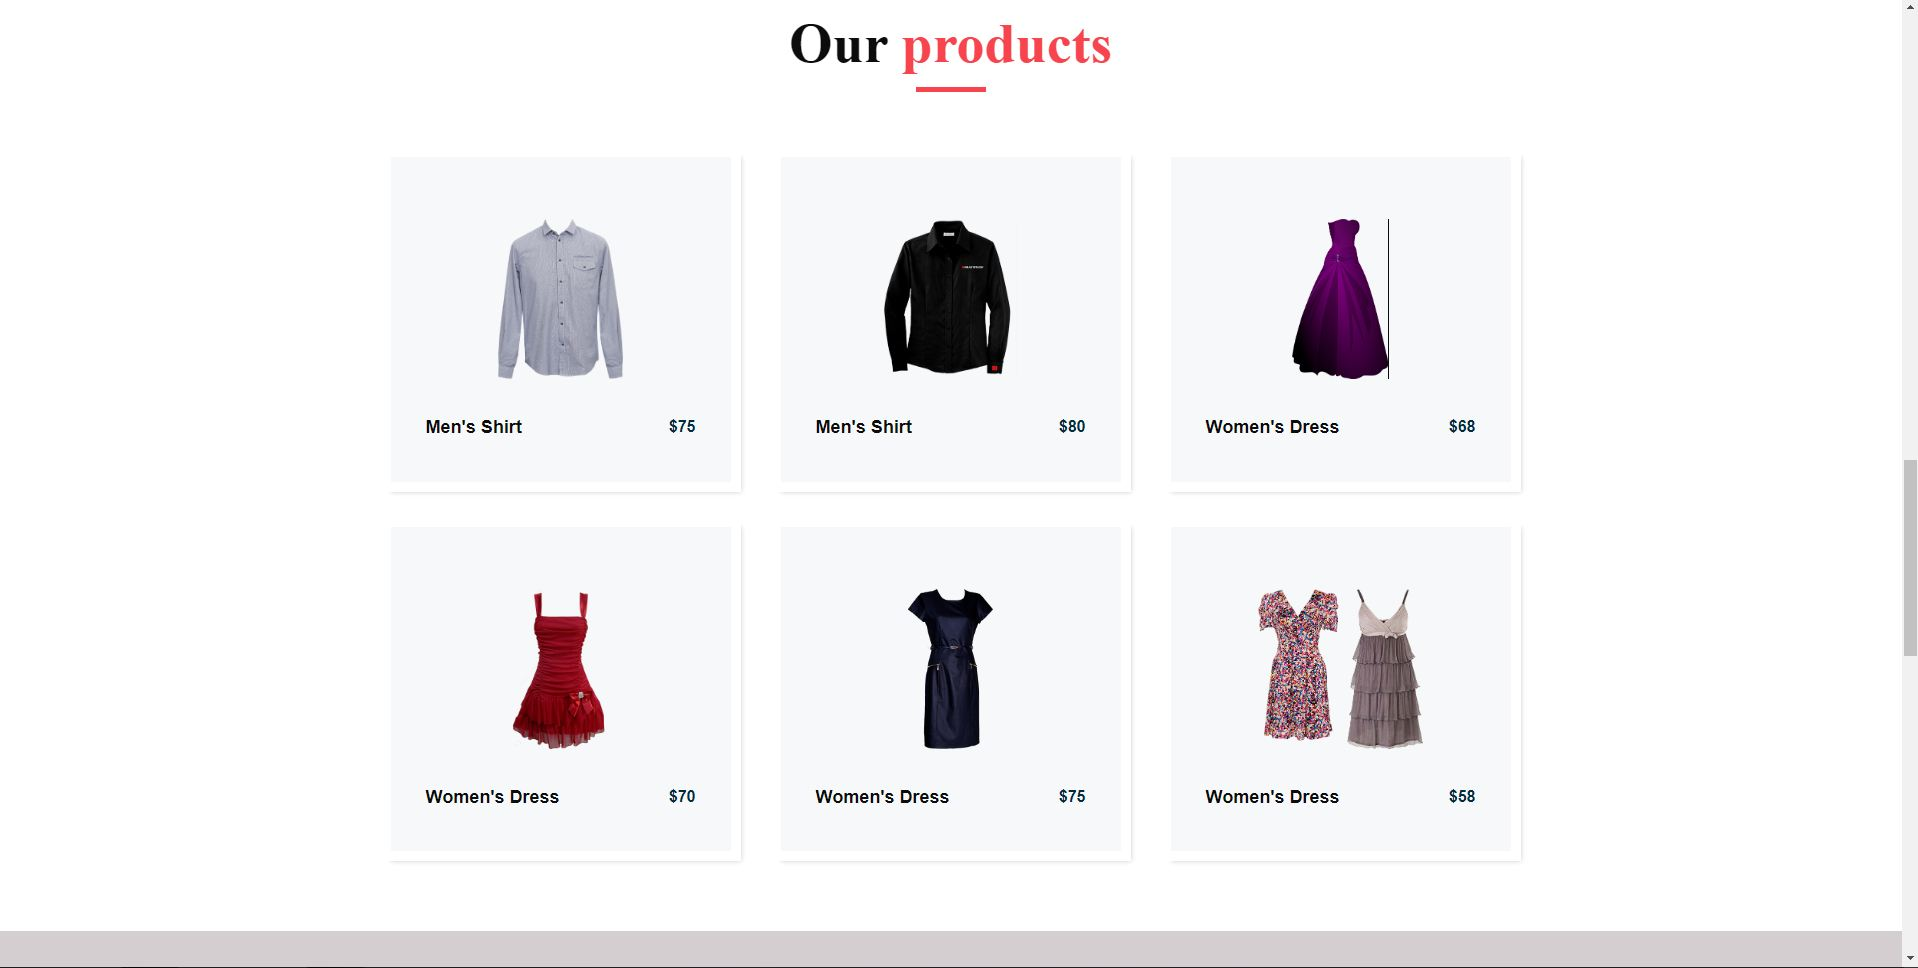 Our products
Men's Shirt $75
Men's Shirt $80
Women's Dress $68
Women's Dress $70
Women's Dress $75
Women's Dress $58